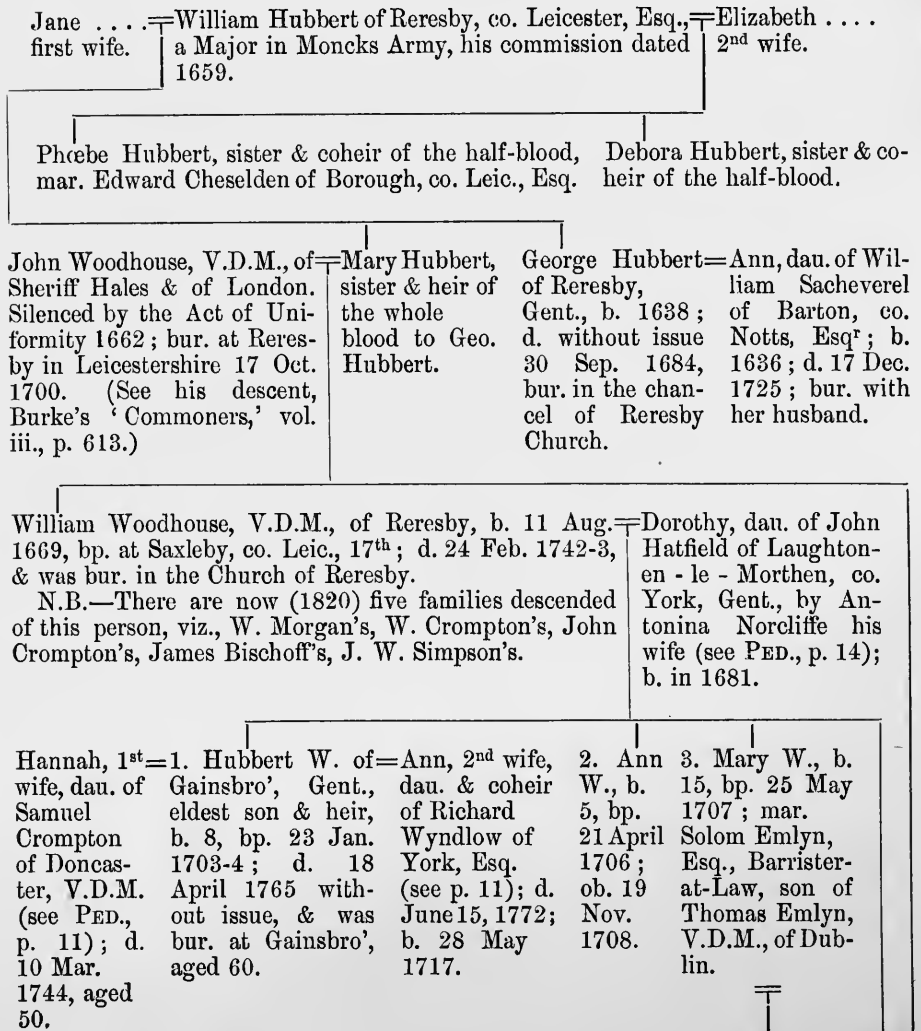 Jane . . . .
first wife.
William Hubbert of Reresby, co. Leicester, Esq.,
a Major in Moncks Army, his commission dated
1659.
Elizabeth . . . .
2nd wife.
Phœbe Hubbert, sister & coheir of the half-blood,
mar. Edward Cheselden of Borough, co. Leic., Esq.
Debora Hubbert, sister & co-
heir of the half-blood.
John Woodhouse, V.D.M., of
Sheriff Hales & of London.
Silenced by the Act of Uni-
formity 1662 ; bur. at Reres-
by in Leicestershire 17 Oct.
1700. (See his descent,
Burke's ' Commoners,' vol.
iii., p. 613.)
Mary Hubbert,
sister & heir of
the whole
blood to Geo.
Hubbert.
George Hubbert
of Reresby,
Gent., b. 1638 ;
d. without issue
30 Sep. 1684,
bur. in the chan-
cel of Reresby
Church.
Ann, dau. of Wil-
liam Sacheverel
of Barton, co.
Notts, Esqr ; b.
1636 ; d. 17 Dec.
1725 ; bur. with
her husband.
William Woodhouse, V.D.M., of Reresby, b. 11 Aug.
1669, bp. at Saxleby, co. Leic., 17th ; d. 24 Feb. 1742-3,
& was bur. in the Church of Reresby.
N.B.—There are now (1820) five families descended
of this person, viz., W. Morgan's, W. Crompton's, John
Crompton's, James Bischoff's, J. W. Simpson's.
Dorothy, dau. of John
Hatfield of Laughton-
en - le - Morthen, co.
York, Gent., by An-
tonina Norcliffe his
wife (see PED., p. 14);
b. in 1681.
Hannah, 1st
wife, dau. of
Samuel
Crompton
of Doncas-
ter, V.D.M.
(see PED.,
p. 11) ; d.
10 Mar.
1744, aged
50.
1. Hubbert W. of
Gainsbro', Gent.,
eldest son & heir,
b. 8, bp. 23 Jan.
1703-4 ; d. 18
April 1765 with-
out issue, & was
bur. at Gainsbro',
aged 60.
Ann, 2nd wife,
dau. & coheir
of Richard
Wyndlow of
York, Esq.
(see p. 11); d.
June 15, 1772;
b. 28 May
1717.
2. Ann
W., b.
5, bp.
21 April
1706 ;
ob. 19
Nov.
1708.
3. Mary W., b.
15, bp. 25 May
1707 ; mar.
Solom Emlyn,
Esq., Barrister-
at-Law, son of
Thomas Emlyn,
V.D.M., of Dub-
lin.